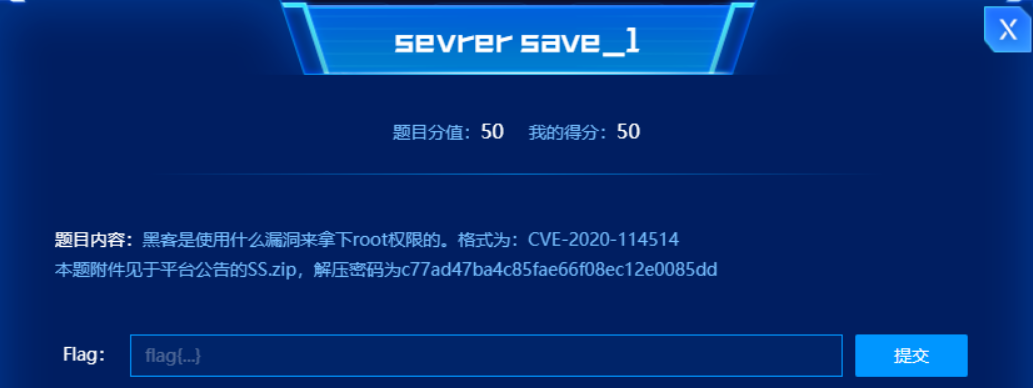 sevrer save_1
X
题目分值：50 我的得分：50
题目内容：黑客是使用什么漏洞来拿下root权限的。格式为：CVE-2020-114514
本题附件见于平台公告的SS.zip，解压密码为c77ad47ba4c85fae66f08ec12e0085dd
Flag： flag{...} 提交